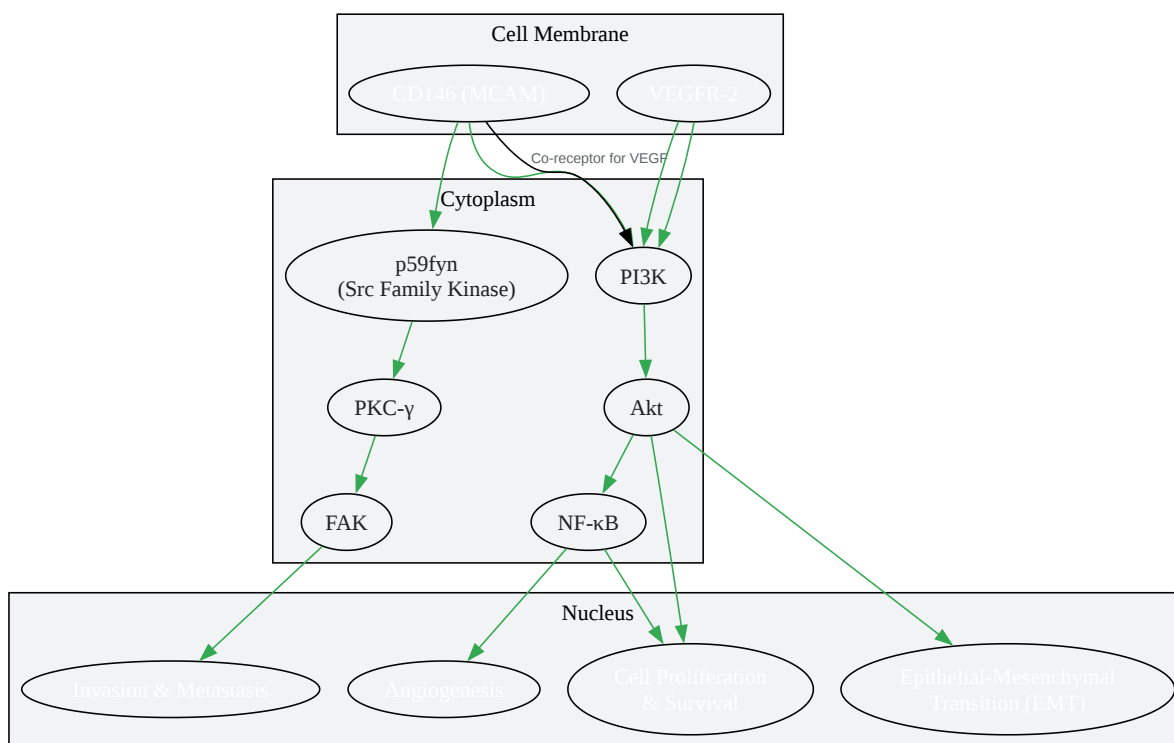 Cell Membrane
CD146 (MCAM)
VEGFR-2
Co-receptor for VEGF
Cytoplasm
p59fyn
(Src Family Kinase)
PI3K
PKC-γ
Akt
FAK
NF-κB
Nucleus
Invasion & Metastasis
Angiogenesis
Cell Proliferation
& Survival
Epithelial-Mesenchymal
Transition (EMT)